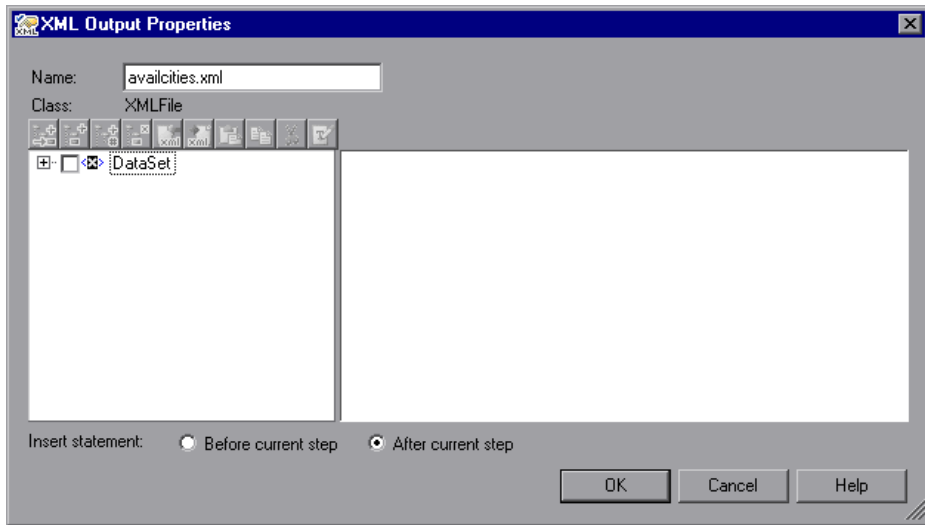 XML Output Properties
Name: availcities.xml
Class: XMLFile
DataSet
Insert statement: Before current step After current step
OK Cancel Help